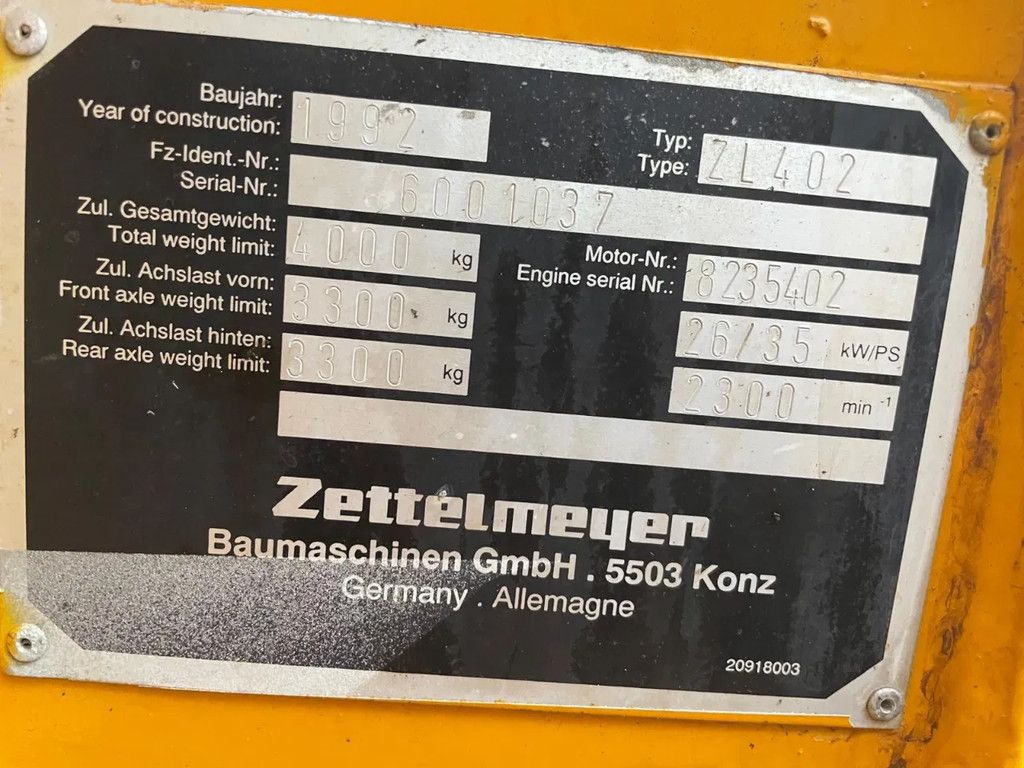 Baujahr:
Year of construction: 1992
Typ:
Type: ZL402
Fz-Ident.-Nr.:
Serial-Nr.: 6001037
Zul. Gesamtgewicht:
Total weight limit: 4000 kg
Motor-Nr.:
Engine serial Nr.: 8235402
Zul. Achslast vorn:
Front axle weight limit: 3300 kg
26/35 kW/PS
Zul. Achslast hinten:
Rear axle weight limit: 3300 kg
2300 min -1
Zettelmeyer
Baumaschinen GmbH . 5503 Konz
Germany . Allemagne
20918003